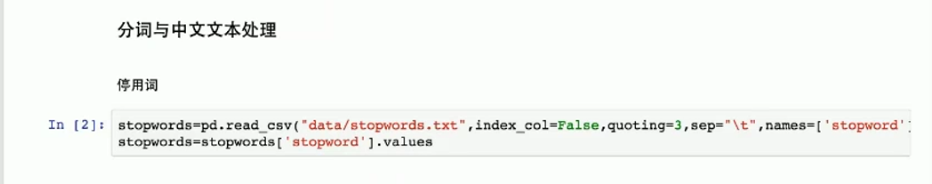 分词与中文文本处理
停用词
In [2]: stopwords=pd.read_csv("data/stopwords.txt",index_col=False,quoting=3,sep="\t",names=['stopword']
stopwords=stopwords['stopword'].values